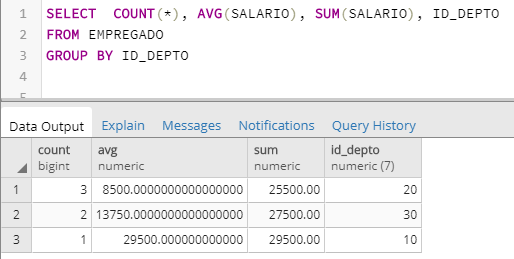 1 SELECT  COUNT(*), AVG(SALARIO), SUM(SALARIO), ID_DEPTO
2 FROM EMPREGADO
3 GROUP BY ID_DEPTO
4
Data Output Explain Messages Notifications Query History
count avg sum id_depto
bigint numeric numeric numeric (7)
1 3 8500.0000000000000000 25500.00 20
2 2 13750.0000000000000000 27500.00 30
3 1 29500.000000000000 29500.00 10